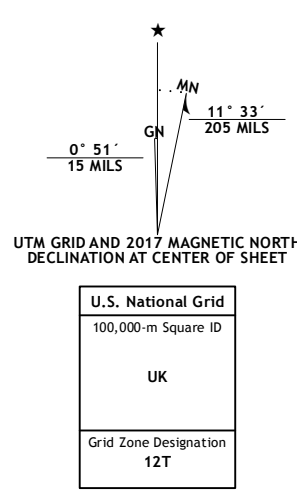 ★
MN
GN
11° 33´
205 MILS
0° 51´
15 MILS
UTM GRID AND 2017 MAGNETIC NORTH
DECLINATION AT CENTER OF SHEET
U.S. National Grid
100,000-m Square ID
UK
Grid Zone Designation
12T